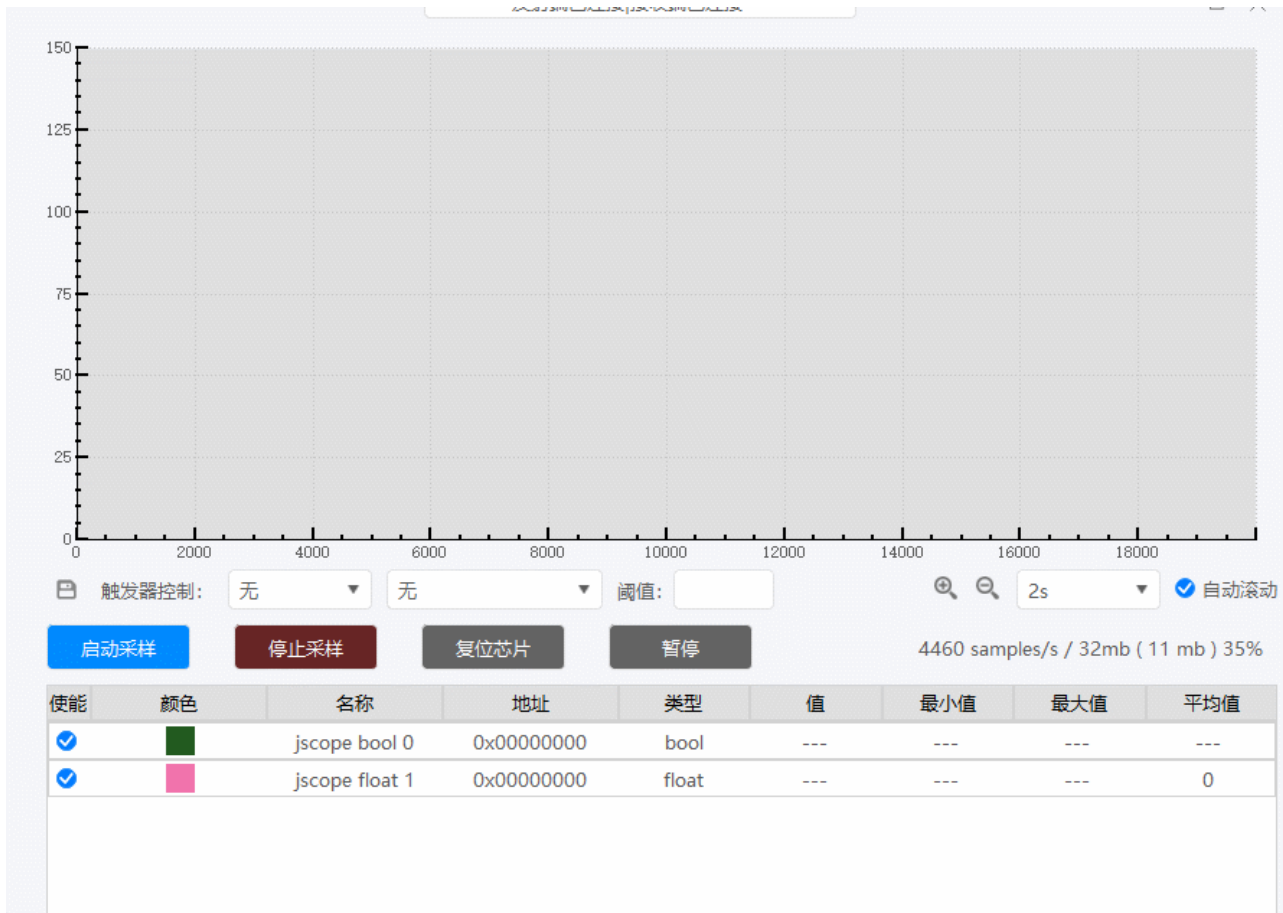 150
125
100
75
50
25
0
0 2000 4000 6000 8000 10000 12000 14000 16000 18000
触发器控制： 无 无 阈值： 2s 自动滚动
启动采样 停止采样 复位芯片 暂停 4460 samples/s / 32mb ( 11 mb ) 35%
使能 颜色 名称 地址 类型 值 最小值 最大值 平均值
jscope bool 0 0x00000000 bool --- --- --- ---
jscope float 1 0x00000000 float --- --- --- 0